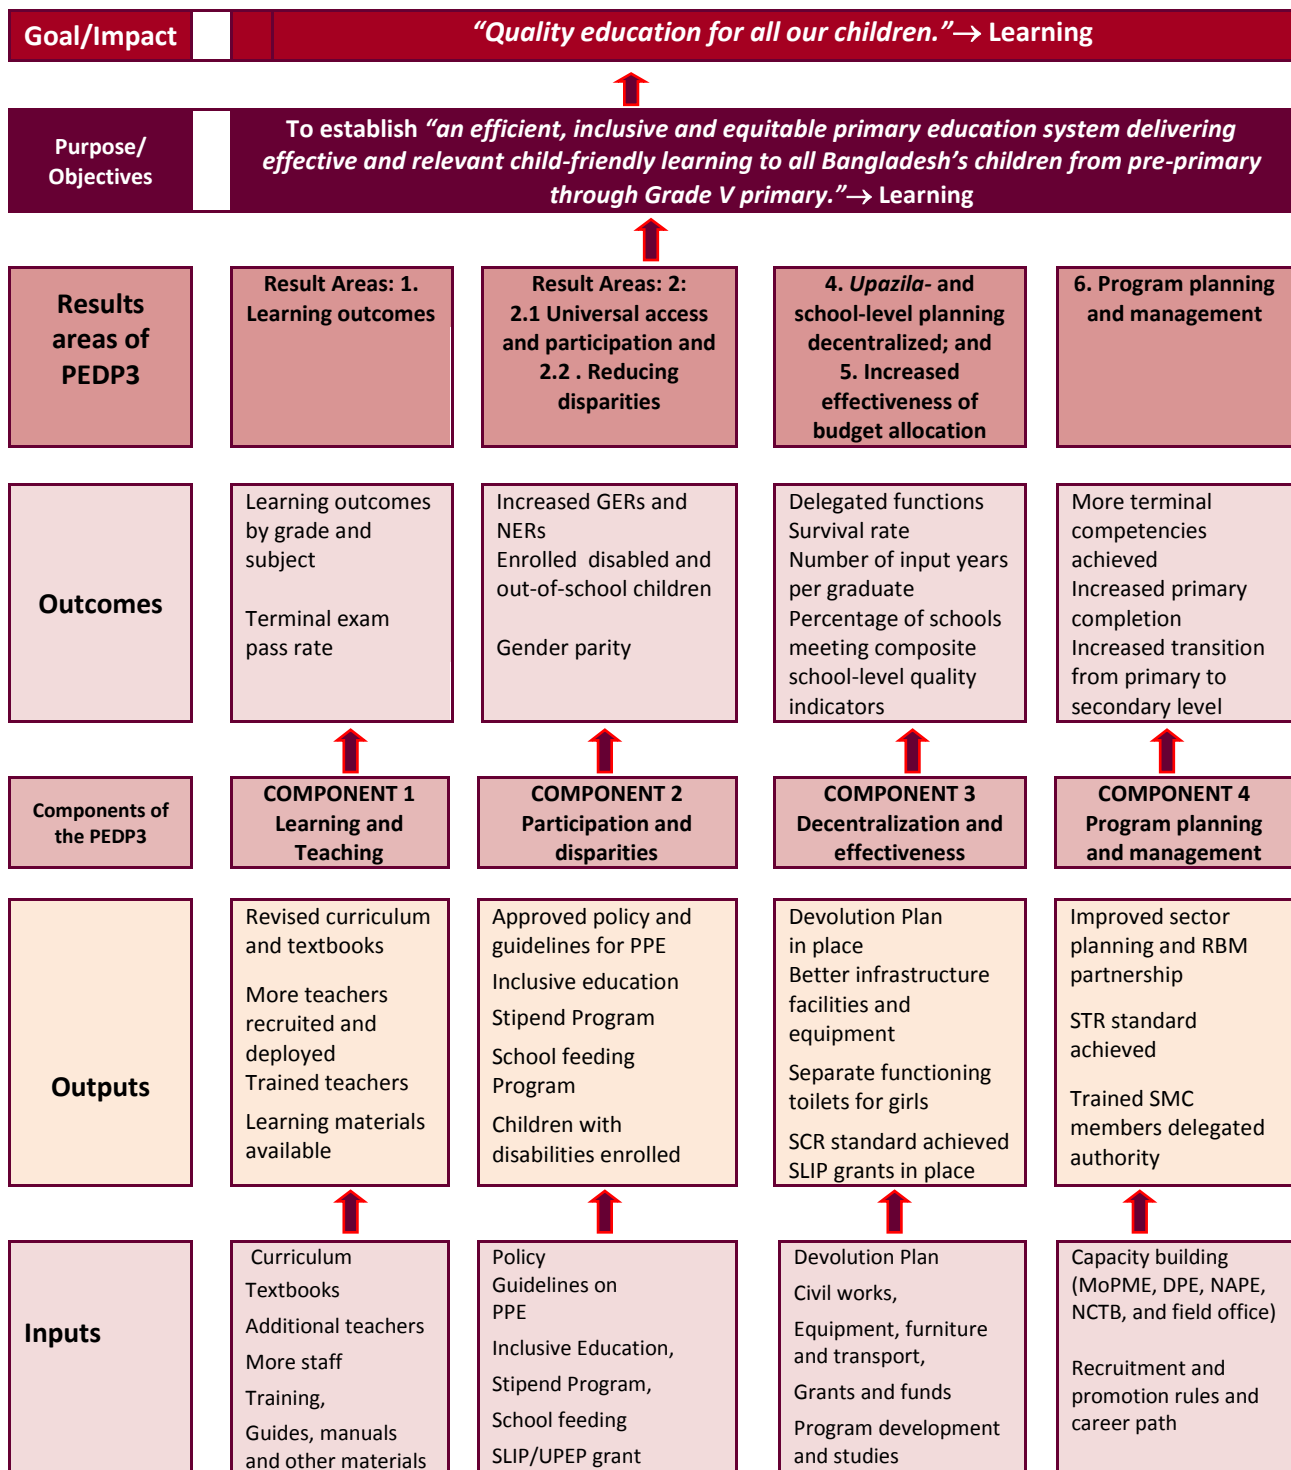 Goal/Impact
“Quality education for all our children.”→ Learning
Purpose/
Objectives
To establish “an efficient, inclusive and equitable primary education system delivering
effective and relevant child-friendly learning to all Bangladesh’s children from pre-primary
through Grade V primary.”→ Learning
Results
areas of
PEDP3
Result Areas: 1.
Learning outcomes
Result Areas: 2:
2.1 Universal access
and participation and
2.2 . Reducing
disparities
4. Upazila- and
school-level planning
decentralized; and
5. Increased
effectiveness of
budget allocation
6. Program planning
and management
Outcomes
Learning outcomes
by grade and
subject
Terminal exam
pass rate
Increased GERs and
NERs
Enrolled disabled and
out-of-school children
Gender parity
Delegated functions
Survival rate
Number of input years
per graduate
Percentage of schools
meeting composite
school-level quality
indicators
More terminal
competencies
achieved
Increased primary
completion
Increased transition
from primary to
secondary level
Components of
the PEDP3
COMPONENT 1
Learning and
Teaching
COMPONENT 2
Participation and
disparities
COMPONENT 3
Decentralization and
effectiveness
COMPONENT 4
Program planning
and management
Outputs
Revised curriculum
and textbooks
More teachers
recruited and
deployed
Trained teachers
Learning materials
available
Approved policy and
guidelines for PPE
Inclusive education
Stipend Program
School feeding
Program
Children with
disabilities enrolled
Devolution Plan
in place
Better infrastructure
facilities and
equipment
Separate functioning
toilets for girls
SCR standard achieved
SLIP grants in place
Improved sector
planning and RBM
partnership
STR standard
achieved
Trained SMC
members delegated
authority
Inputs
Curriculum
Textbooks
Additional teachers
More staff
Training,
Guides, manuals
and other materials
Policy
Guidelines on
PPE
Inclusive Education,
Stipend Program,
School feeding
SLIP/UPEP grant
Devolution Plan
Civil works,
Equipment, furniture
and transport,
Grants and funds
Program development
and studies
Capacity building
(MoPME, DPE, NAPE,
NCTB, and field office)
Recruitment and
promotion rules and
career path